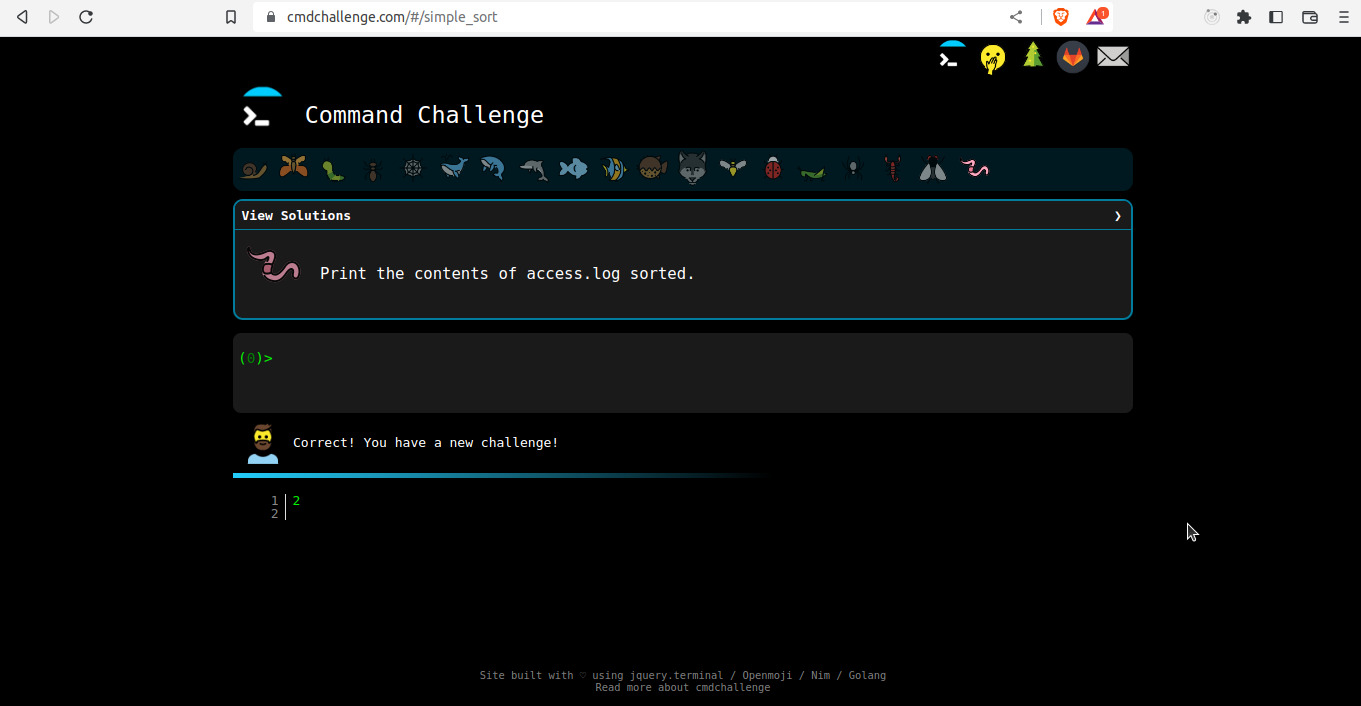 cmdchallenge.com/#/simple_sort
1
Command Challenge
View Solutions
Print the contents of access.log sorted.
(0)>
Correct! You have a new challenge!
1 2
2
Site built with ♡ using jquery.terminal / Openmoji / Nim / Golang
Read more about cmdchallenge